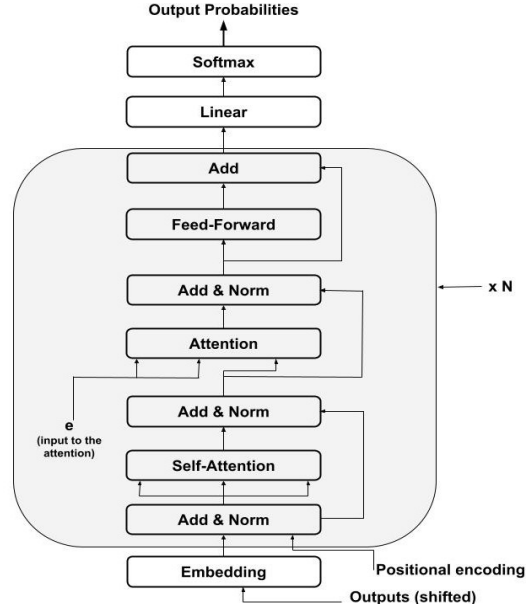 Output Probabilities
Softmax
Linear
Add
Feed-Forward
Add & Norm
x N
Attention
Add & Norm
e
(input to the
attention)
Self-Attention
Add & Norm
Embedding
Positional encoding
Outputs (shifted)